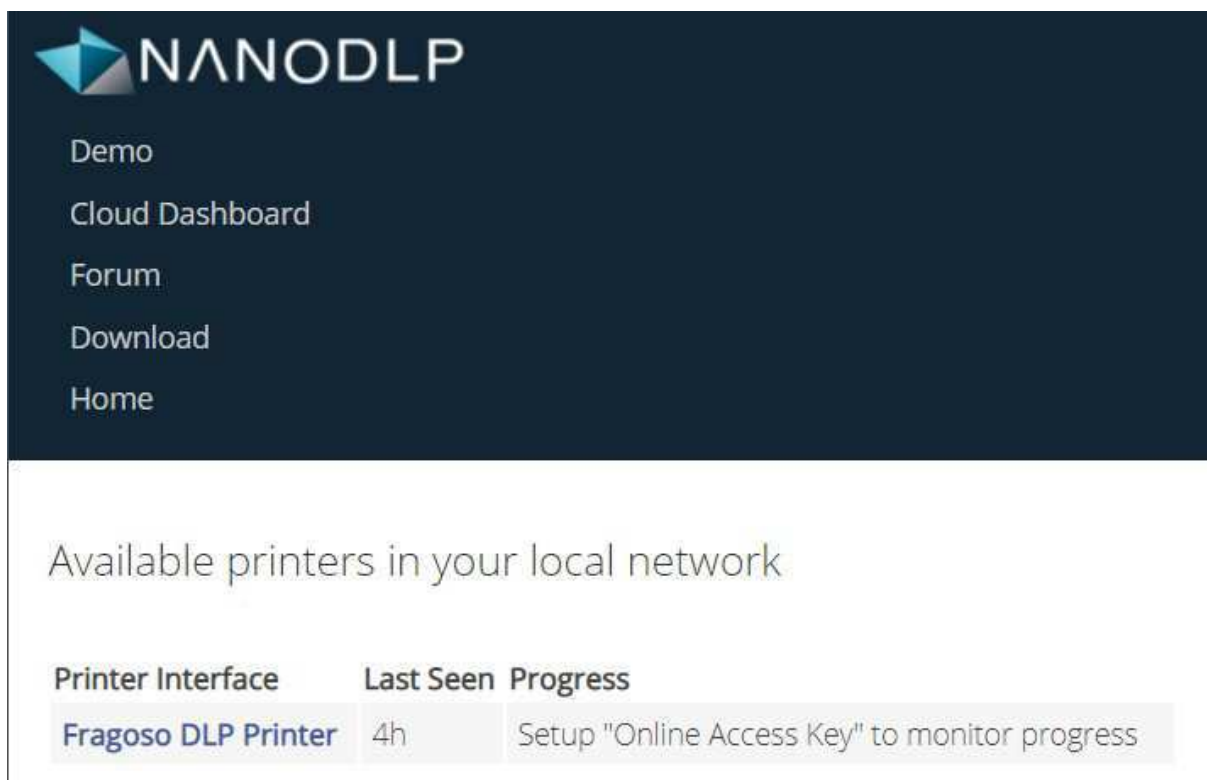 NANODLP
Demo
Cloud Dashboard
Forum
Download
Home
Available printers in your local network
Printer Interface Last Seen Progress
Fragoso DLP Printer 4h Setup "Online Access Key" to monitor progress